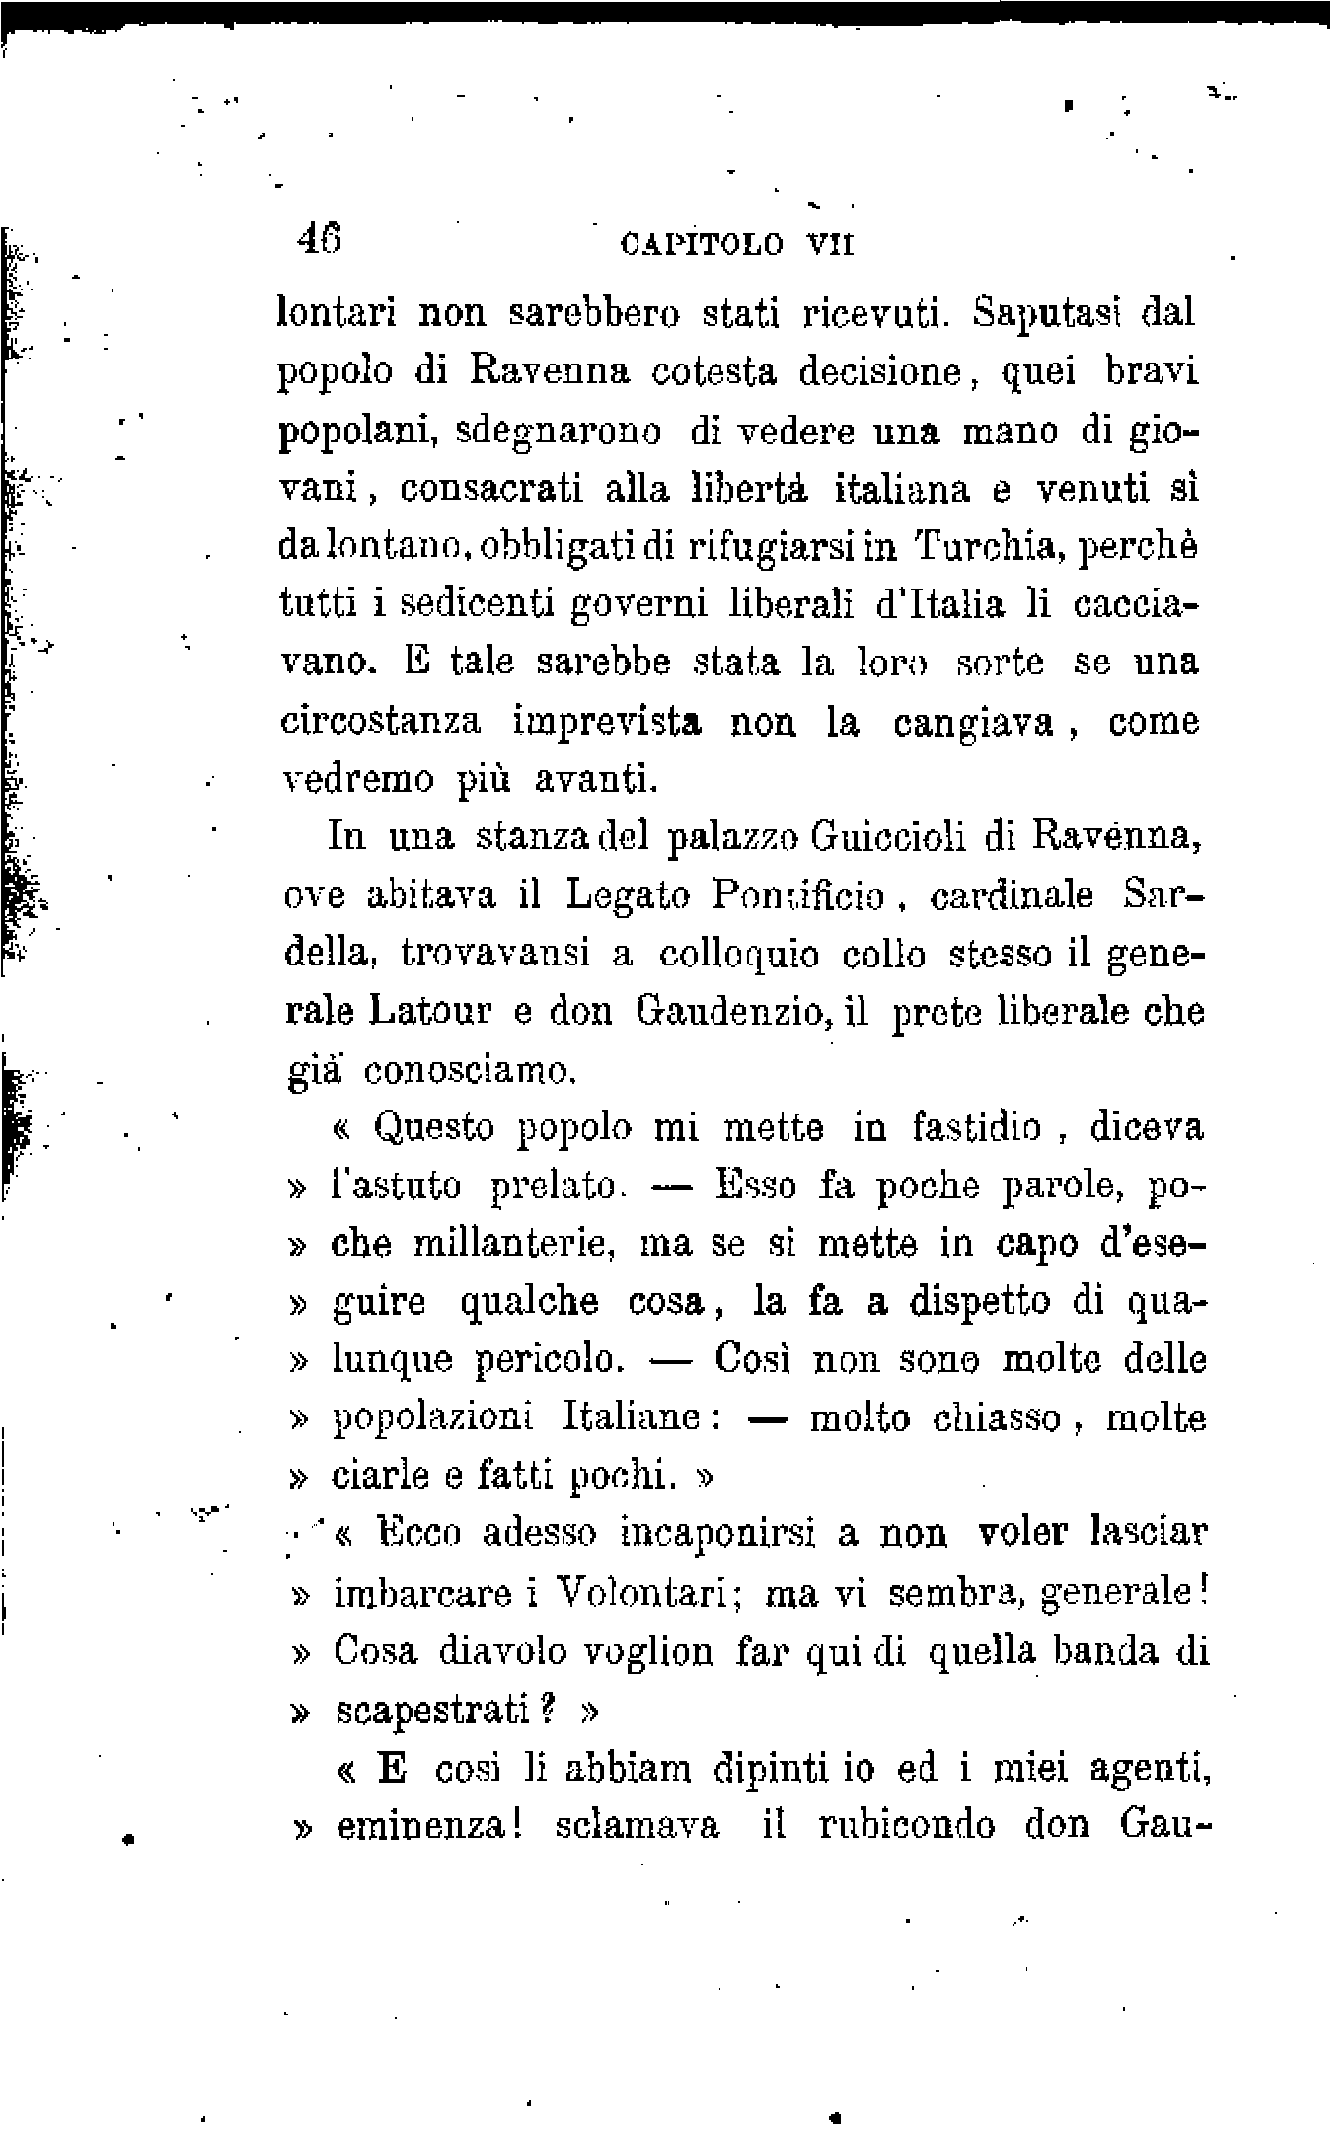 46 CAPITOLO VII
lontari non sarebbero stati ricevuti. Saputasi dal
popolo di Ravenna cotesta decisione, quei bravi
popolani, sdegnarono di vedere una mano di gio-
vani, consacrati alla libertà italiana e venuti sì
da lontano, obbligati di rifugiarsi in Turchia, perchè
tutti i sedicenti governi liberali d'Italia li caccia-
vano. E tale sarebbe stata la loro sorte se una
circostanza imprevista non la cangiava, come
vedremo più avanti.
In una stanza del palazzo Guiccioli di Ravenna,
ove abitava il Legato Pontificio, cardinale Sar-
della, trovavansi a colloquio collo stesso il gene-
rale Latour e don Gaudenzio, il prete liberale che
già conosciamo.
« Questo popolo mi mette in fastidio, diceva
» l'astuto prelato. — Esso fa poche parole, po-
» che millanterie, ma se si mette in capo d'ese-
» guire qualche cosa, la fa a dispetto di qua-
» lunque pericolo. — Così non sono molte delle
» popolazioni Italiane: — molto chiasso, molte
» ciarle e fatti pochi. »
« Ecco adesso incaponirsi a non voler lasciar
» imbarcare i Volontari; ma vi sembra, generale!
» Cosa diavolo voglion far qui di quella banda di
» scapestrati? »
« E così li abbiam dipinti io ed i miei agenti,
» eminenza! sclamava il rubicondo don Gau-